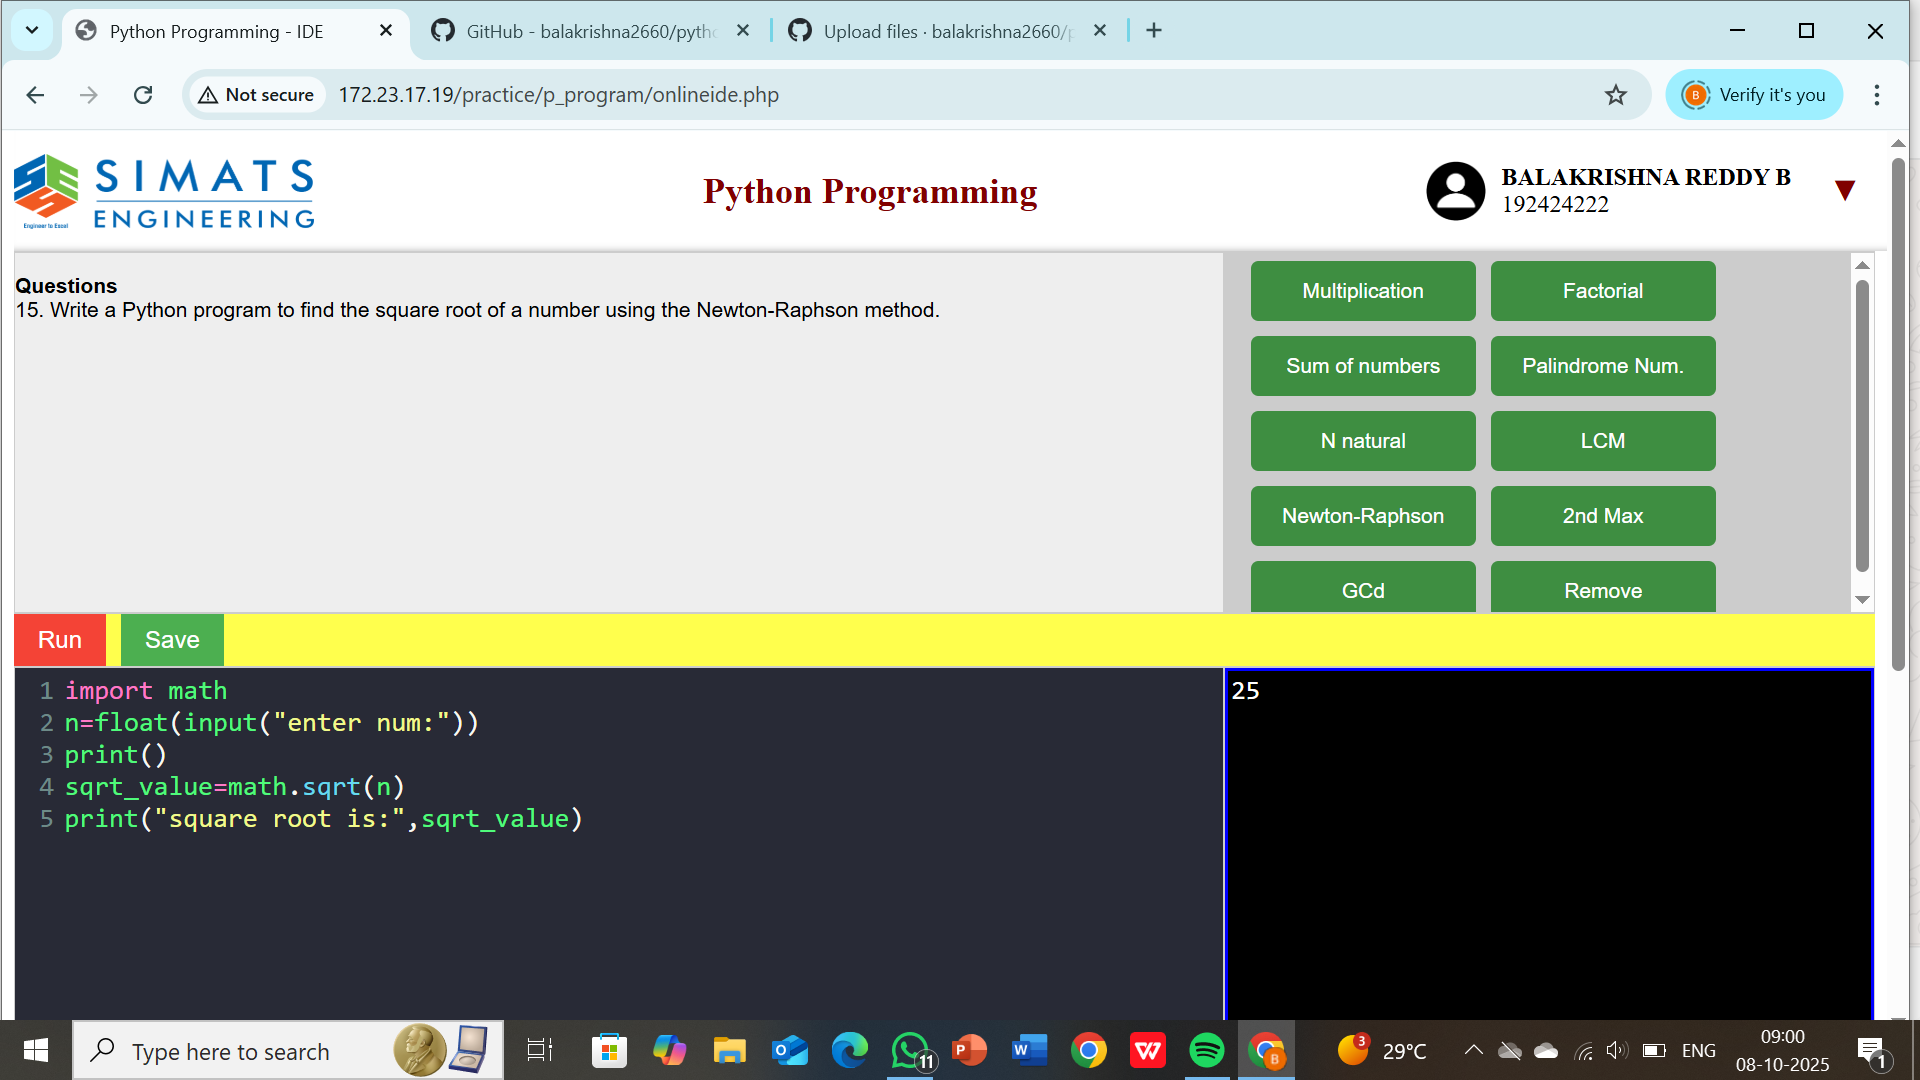 Python Programming - IDE
GitHub - balakrishna2660/pytho
Upload files · balakrishna2660/p
Not secure
172.23.17.19/practice/p_program/onlineide.php
B
Verify it's you
SIMATS
ENGINEERING
Engineer to Excel
Python Programming
BALAKRISHNA REDDY B
192424222
Questions
15. Write a Python program to find the square root of a number using the Newton-Raphson method.
Multiplication
Factorial
Sum of numbers
Palindrome Num.
N natural
LCM
Newton-Raphson
2nd Max
GCd
Remove
Run
Save
1 import math
2 n=float(input("enter num:"))
3 print()
4 sqrt_value=math.sqrt(n)
5 print("square root is:",sqrt_value)
25
Type here to search
11
B
3
29°C
ENG
09:00
08-10-2025
1